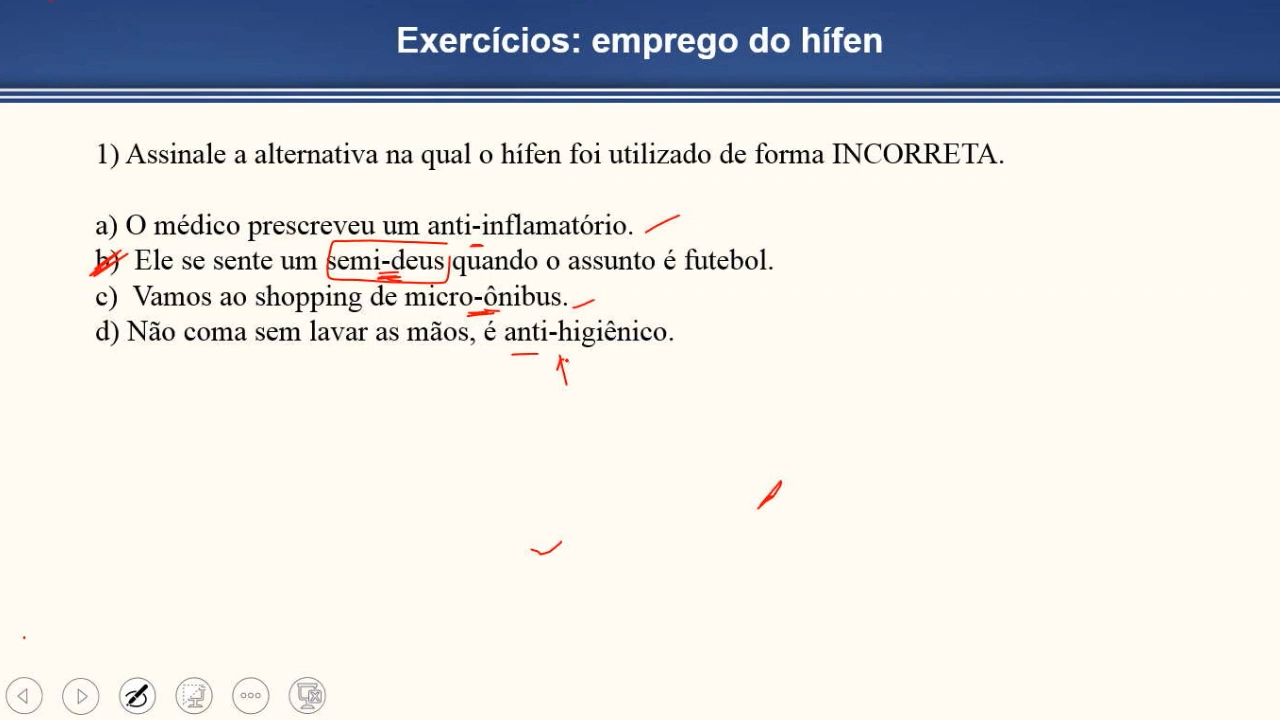 Exercícios: emprego do hífen
1) Assinale a alternativa na qual o hífen foi utilizado de forma INCORRETA.
a) O médico prescreveu um anti-inflamatório.
b) Ele se sente um semi-deus quando o assunto é futebol.
c) Vamos ao shopping de micro-ônibus.
d) Não coma sem lavar as mãos, é anti-higiênico.